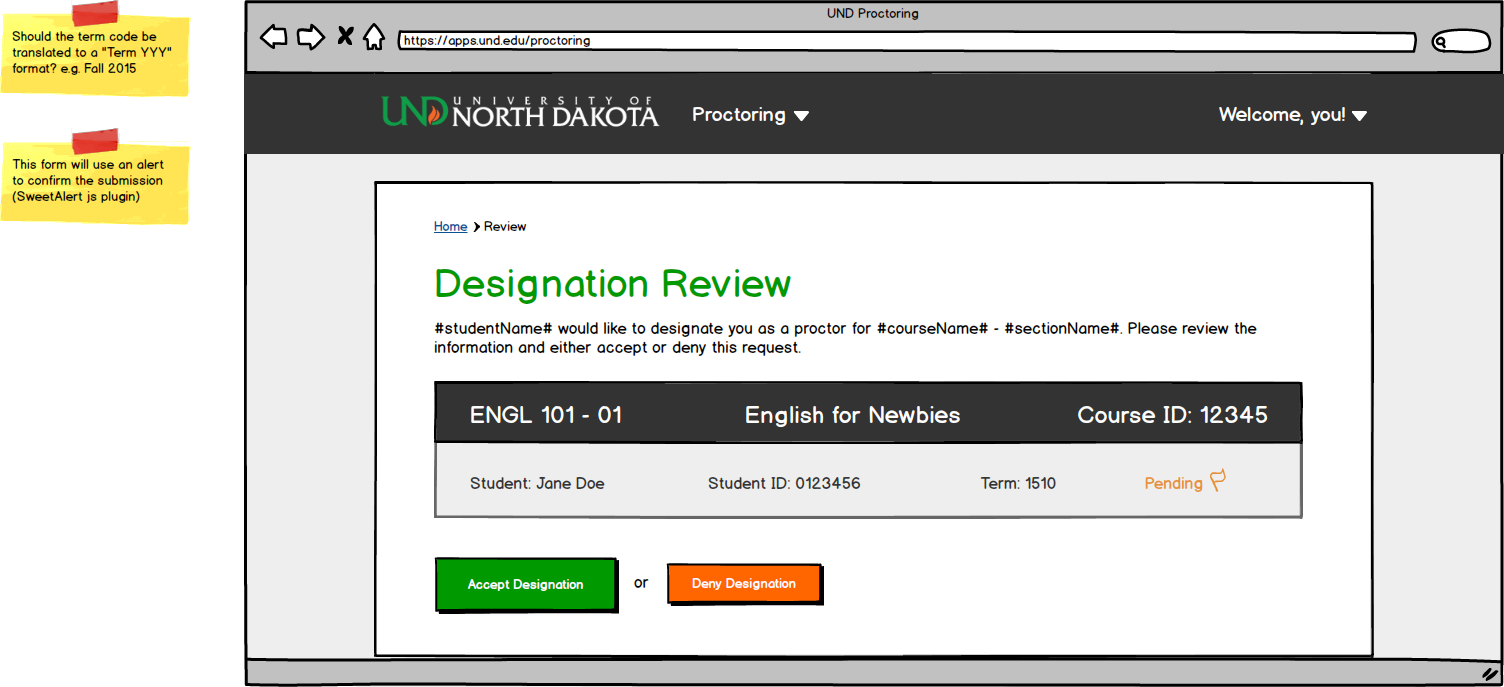 Should the term code be
translated to a "Term YYY"
format? e.g. Fall 2015
This form will use an alert
to confirm the submission
(SweetAlert js plugin)
UND Proctoring
https://apps.und.edu/proctoring
UND UNIVERSITY OF
NORTH DAKOTA
Proctoring
Welcome, you!
Home Review
Designation Review
#studentName# would like to designate you as a proctor for #courseName# - #sectionName#. Please review the
information and either accept or deny this request.
ENGL 101 - 01 English for Newbies Course ID: 12345
Student: Jane Doe Student ID: 0123456 Term: 1510 Pending
Accept Designation or Deny Designation